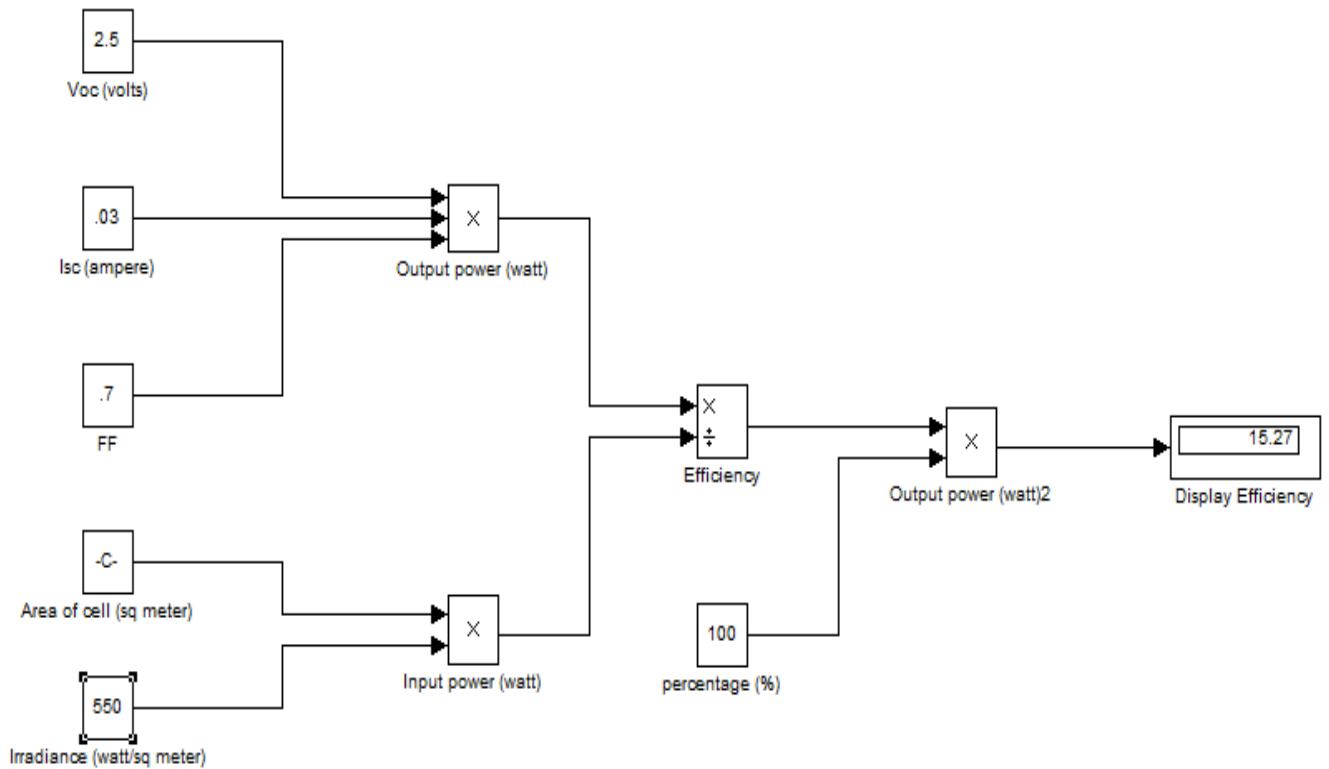 2.5
Voc (volts)
.03
Isc (ampere)
X
Output power (watt)
.7
FF
X
÷
Efficiency
X
Output power (watt)2
15.27
Display Efficiency
-C-
Area of cell (sq meter)
X
Input power (watt)
100
percentage (%)
550
Irradiance (watt/sq meter)